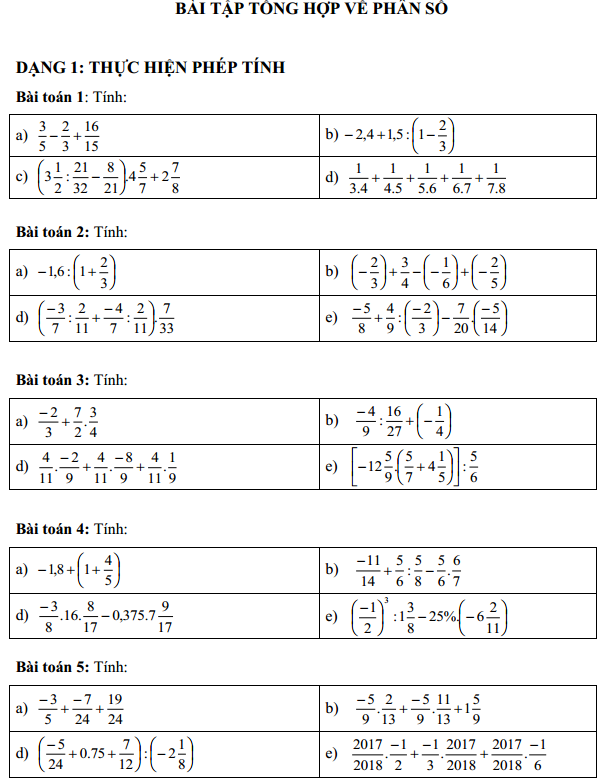 BÀI TẬP TỔNG HỢP VỀ PHÂN SỐ
DẠNG 1: THỰC HIỆN PHÉP TÍNH
Bài toán 1: Tính:
a) 3/5 − 2/3 + 16/15
b) −2,4 + 1,5 : (1 − 2/3)
c) (3 1/2 : 21/32 − 8/21).4 5/7 + 2 7/8
d) 1/3.4 + 1/4.5 + 1/5.6 + 1/6.7 + 1/7.8
Bài toán 2: Tính:
a) −1,6 : (1 + 2/3)
b) (−2/3) + 3/4 − (−1/6) + (−2/5)
d) (−3/7 : 2/11 + −4/7 : 2/11).7/33
e) −5/8 + 4/9 : (−2/3) − 7/20.(−5/14)
Bài toán 3: Tính:
a) −2/3 + 7/2.3/4
b) −4/9 : 16/27 + (−1/4)
d) 4/11.−2/9 + 4/11.−8/9 + 4/11.1/9
e) [−12 5/9.(5/7 + 4 1/5)] : 5/6
Bài toán 4: Tính:
a) −1,8 + (1 + 4/5)
b) −11/14 + 5/6 : 5/8 − 5/6.6/7
d) −3/8.16.8/17 − 0,375.7 9/17
e) (−1/2)³ : 1 3/8 − 25%.(−6 2/11)
Bài toán 5: Tính:
a) −3/5 + −7/24 + 19/24
b) −5/9.2/13 + −5/9.11/13 + 1 5/9
d) (−5/24 + 0.75 + 7/12) : (−2 1/8)
e) 2017/2018.−1/2 + −1/3.2017/2018 + 2017/2018.−1/6